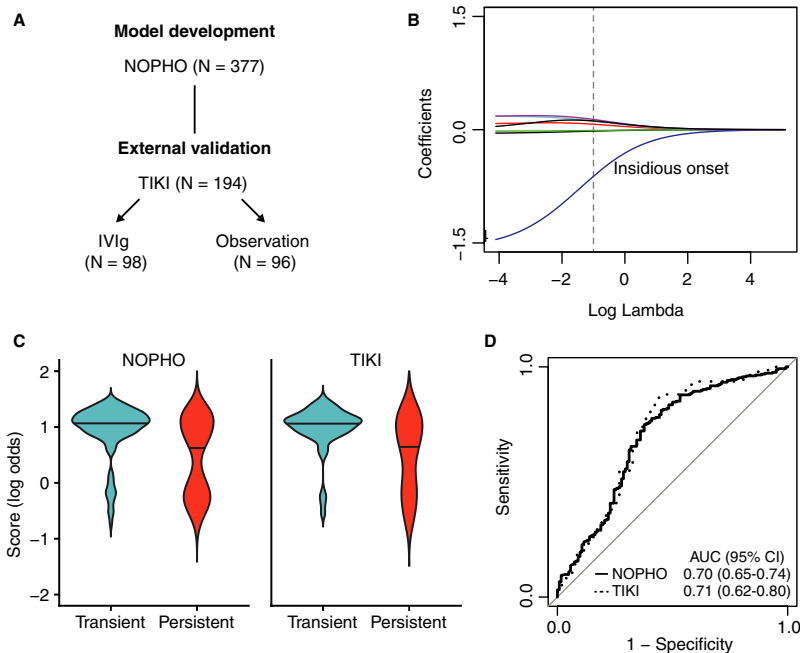 A
Model development
NOPHO (N = 377)
External validation
TIKI (N = 194)
IVIg
(N = 98)
Observation
(N = 96)
B
Coefficients
1.5
0.0
−1.5
Insidious onset
−4
−2
0
2
4
Log Lambda
C
NOPHO
TIKI
Score (log odds)
2
1
0
−1
−2
Transient
Persistent
Transient
Persistent
D
Sensitivity
1.0
0.0
AUC (95% CI)
NOPHO 0.70 (0.65-0.74)
TIKI 0.71 (0.62-0.80)
0.0
1.0
1 − Specificity